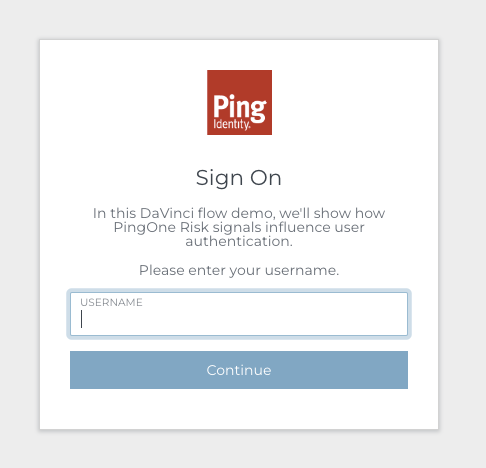 Ping
Identity.
Sign On
In this DaVinci flow demo, we'll show how
PingOne Risk signals influence user
authentication.
Please enter your username.
USERNAME
Continue